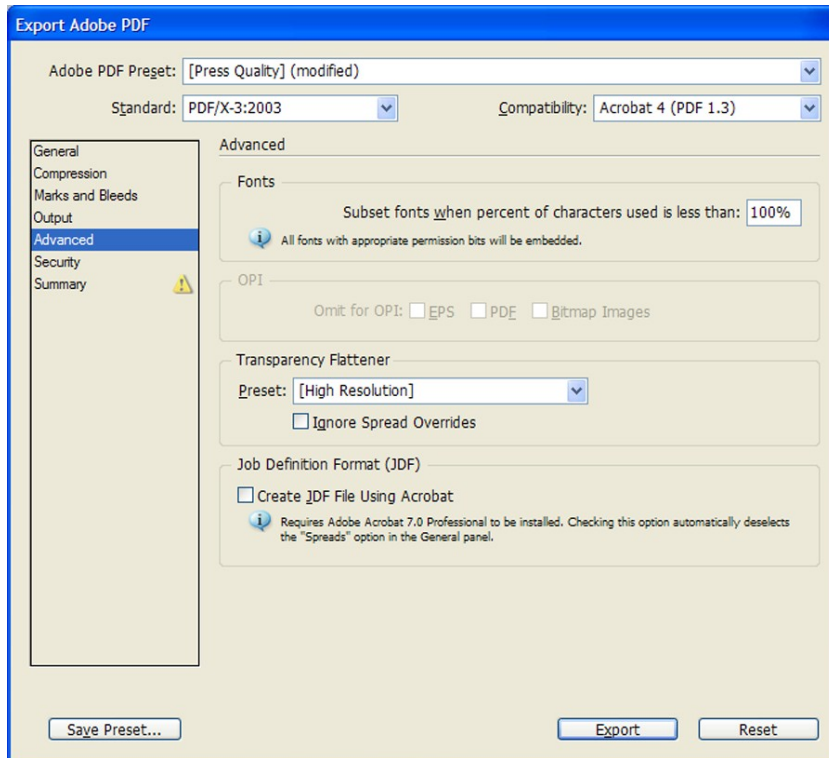 Export Adobe PDF
Adobe PDF Preset: [Press Quality] (modified)
Standard: PDF/X-3:2003 Compatibility: Acrobat 4 (PDF 1.3)
General
Compression
Marks and Bleeds
Output
Advanced
Security
Summary
Advanced
Fonts
Subset fonts when percent of characters used is less than: 100%
All fonts with appropriate permission bits will be embedded.
OPI
Omit for OPI: EPS PDF Bitmap Images
Transparency Flattener
Preset: [High Resolution]
Ignore Spread Overrides
Job Definition Format (JDF)
Create JDF File Using Acrobat
Requires Adobe Acrobat 7.0 Professional to be installed. Checking this option automatically deselects
the "Spreads" option in the General panel.
Save Preset... Export Reset